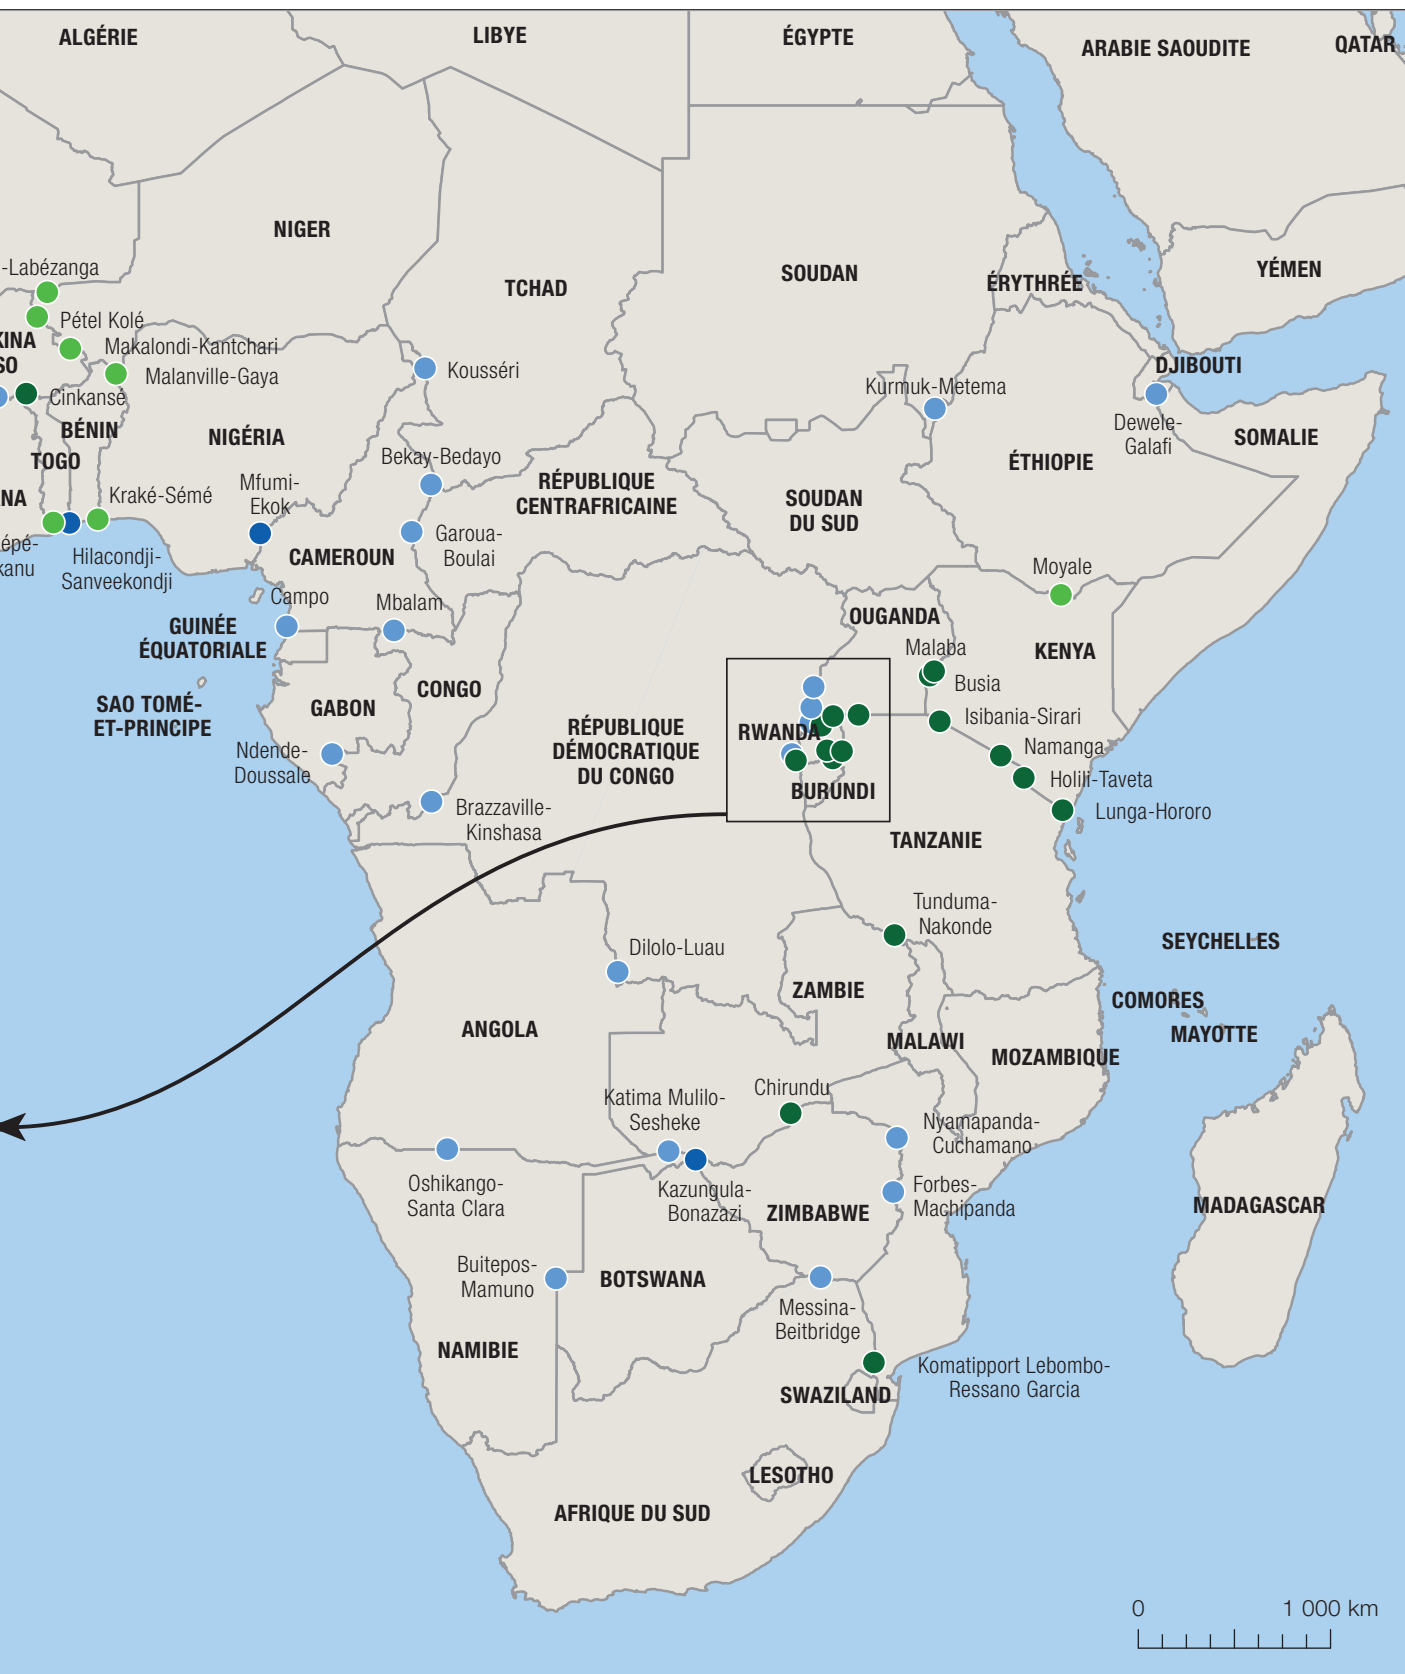 ALGÉRIE
LIBYE
ÉGYPTE
ARABIE SAOUDITE
QATAR
NIGER
TCHAD
SOUDAN
ÉRYTHRÉE
YÉMEN
-Labézanga
Pétel Kolé
KINA
SO
Makalondi-Kantchari
Malanville-Gaya
Cinkansé
Kousséri
Kurmuk-Metema
DJIBOUTI
Dewele-
Galafi
SOMALIE
BÉNIN
TOGO
NIGÉRIA
Bekay-Bedayo
RÉPUBLIQUE
CENTRAFRICAINE
SOUDAN
DU SUD
ÉTHIOPIE
NA
Kraké-Sémé
Mfumi-
Ekok
épé-
kanu
Hilacondji-
Sanveekondji
CAMEROUN
Garoua-
Boulai
Moyale
Campo
Mbalam
GUINÉE
ÉQUATORIALE
OUGANDA
Malaba
Busia
KENYA
SAO TOMÉ-
ET-PRINCIPE
GABON
CONGO
RÉPUBLIQUE
DÉMOCRATIQUE
DU CONGO
RWANDA
BURUNDI
Isibania-Sirari
Namanga
Holili-Taveta
Lunga-Hororo
Ndende-
Doussale
Brazzaville-
Kinshasa
TANZANIE
Tunduma-
Nakonde
Dilolo-Luau
SEYCHELLES
ZAMBIE
COMORES
MAYOTTE
ANGOLA
MALAWI
MOZAMBIQUE
Chirundu
Katima Mulilo-
Sesheke
Nyamapanda-
Cuchamano
Oshikango-
Santa Clara
Kazungula-
Bonazazi
ZIMBABWE
Forbes-
Machipanda
MADAGASCAR
Buitepos-
Mamuno
BOTSWANA
Messina-
Beitbridge
NAMIBIE
Komatipport Lebombo-
Ressano Garcia
SWAZILAND
LESOTHO
AFRIQUE DU SUD
0 1 000 km